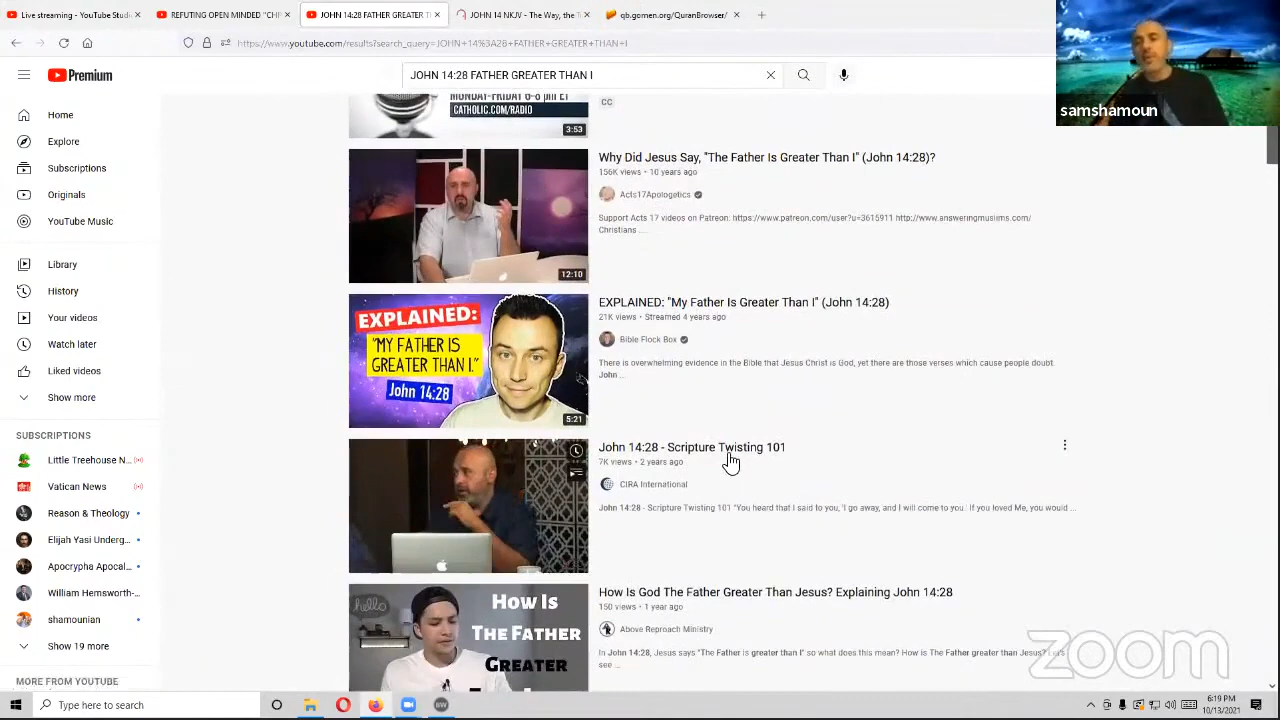 Live streaming - YouTube Studi
REFUTING OPEN MINDED "CHR
JOHN 14:28 FATHER GREATER TH
JOHN 14 NKJV - The Way, the T
qb.gomen.org/QuranBrowser/
https://www.youtube.com/results?search_query=JOHN+14%3A28+FATHER+GREATER+THAN+I
Premium
JOHN 14:28 FATHER GREATER THAN I
samshamoun
Home
Explore
Subscriptions
Originals
YouTube Music
Library
History
Your videos
Watch later
Liked videos
Show more
SUBSCRIPTIONS
Little Treehouse N...
Vatican News
Reason & Theology
Elijah Yasi Underg...
Apocrypha Apocal...
William Hemsworth-...
shamounian
Show 19 more
MORE FROM YOUTUBE
MONDAY-FRIDAY 6-8 PM ET
CATHOLIC.COM/RADIO
3:53
CC
12:10
Why Did Jesus Say, "The Father Is Greater Than I" (John 14:28)?
156K views • 10 years ago
Acts17Apologetics
Support Acts 17 videos on Patreon: https://www.patreon.com/user?u=3615911 http://www.answeringmuslims.com/
Christians ...
EXPLAINED:
"MY FATHER IS
GREATER THAN I."
John 14:28
5:21
EXPLAINED: "My Father Is Greater Than I" (John 14:28)
21K views • Streamed 4 years ago
Bible Flock Box
There is overwhelming evidence in the Bible that Jesus Christ is God, yet there are those verses which cause people doubt.
John ...
John 14:28 - Scripture Twisting 101
7K views • 2 years ago
CIRA International
John 14:28 - Scripture Twisting 101 "You heard that I said to you, 'I go away, and I will come to you.' If you loved Me, you would ...
hello
How Is
The Father
Greater
How Is God The Father Greater Than Jesus? Explaining John 14:28
150 views • 1 year ago
Above Reproach Ministry
In John 14:28, Jesus says "The Father is greater than I" so what does this mean? How is The Father greater than Jesus? Let's
see ...
zoom
Type here to search
BW
6:19 PM
10/13/2021